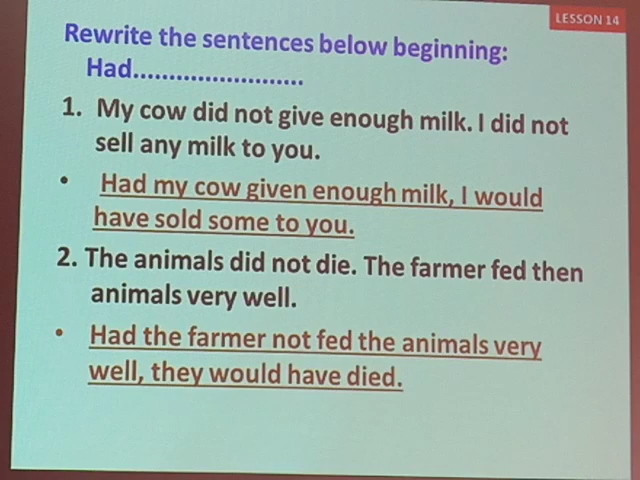 LESSON 14
Rewrite the sentences below beginning:
Had........................
1. My cow did not give enough milk. I did not
sell any milk to you.
• Had my cow given enough milk, I would
have sold some to you.
2. The animals did not die. The farmer fed then
animals very well.
• Had the farmer not fed the animals very
well, they would have died.